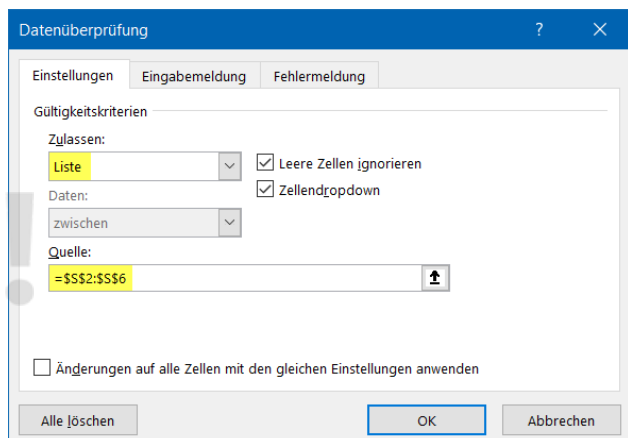 Datenüberprüfung ? ×
Einstellungen Eingabemeldung Fehlermeldung
Gültigkeitskriterien
Zulassen:
Liste
Leere Zellen ignorieren
Daten:
Zellendropdown
zwischen
Quelle:
=$S$2:$S$6
Änderungen auf alle Zellen mit den gleichen Einstellungen anwenden
Alle löschen OK Abbrechen